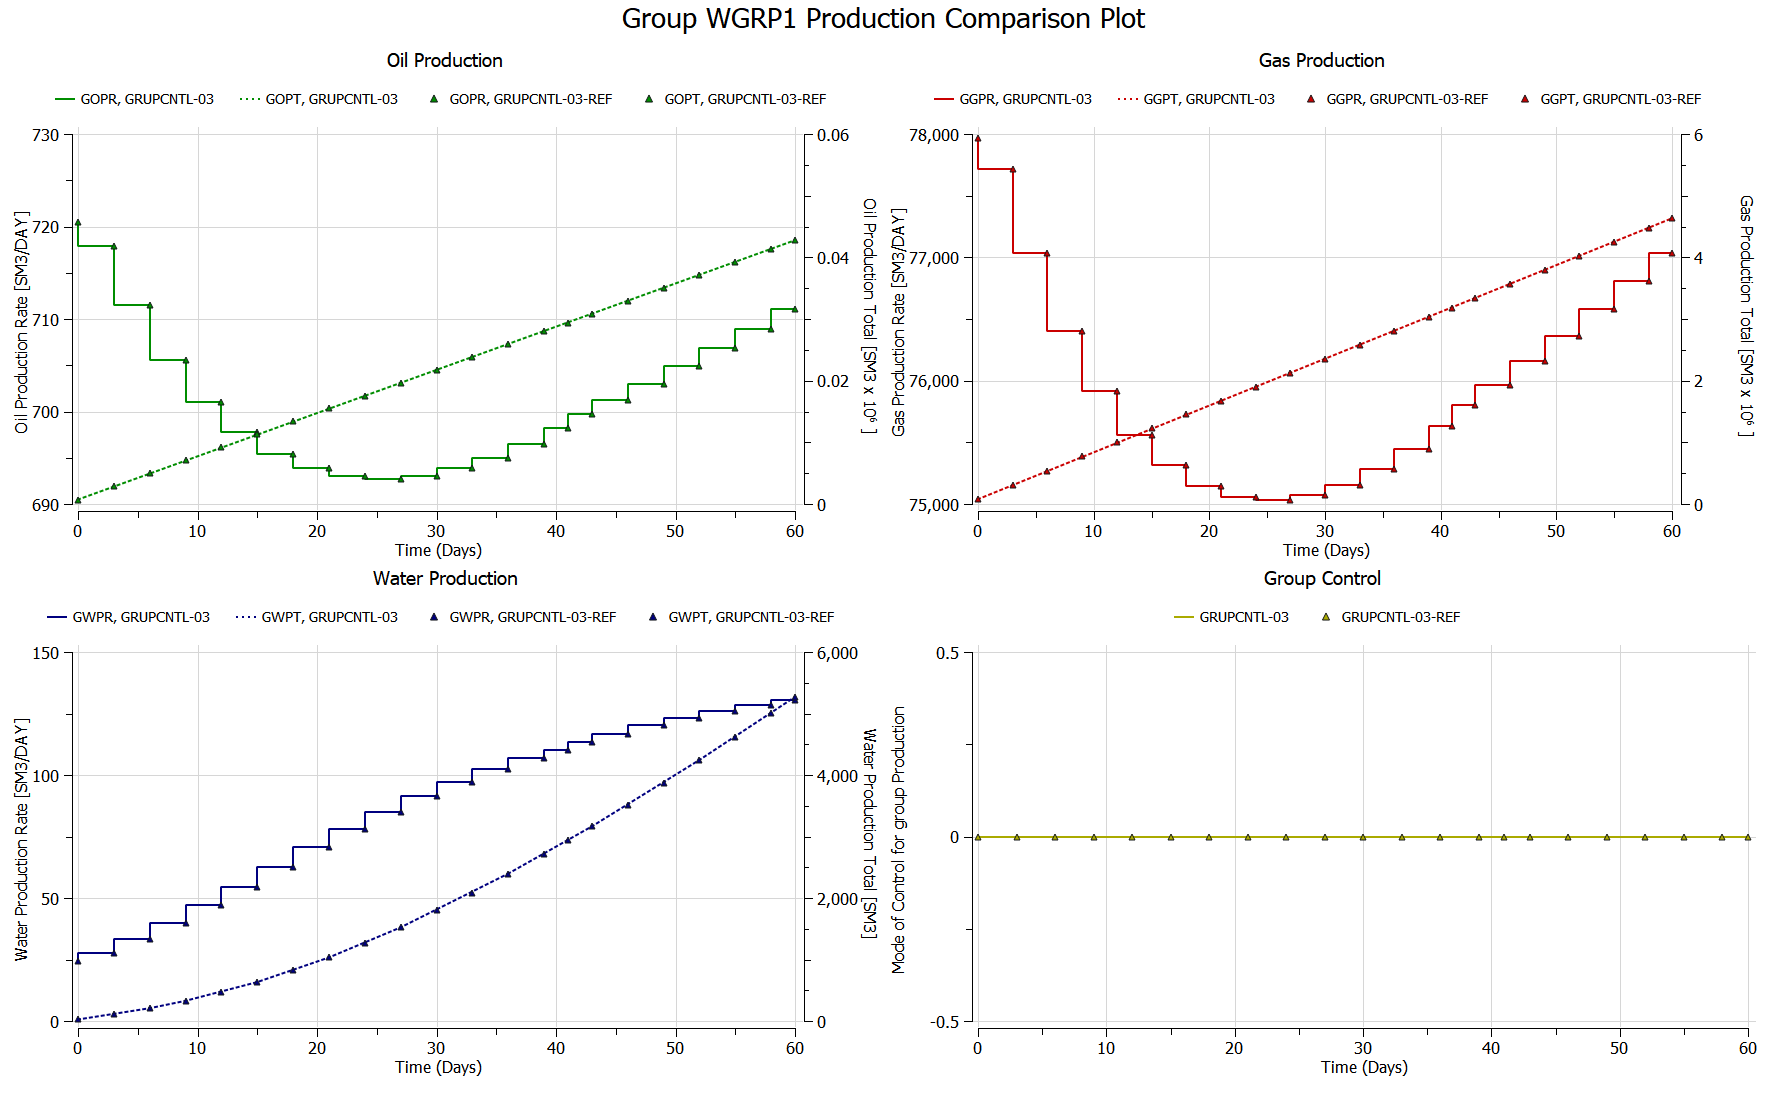 Group WGRP1 Production Comparison Plot
Oil Production
GOPR, GRUPCNTL-03 GOPT, GRUPCNTL-03 GOPR, GRUPCNTL-03-REF GOPT, GRUPCNTL-03-REF
730
720
710
700
690
Oil Production Rate [SM3/DAY]
0.06
0.04
0.02
0
Oil Production Total [SM3 x 10⁶ ]
0 10 20 30 40 50 60
Time (Days)
Gas Production
GGPR, GRUPCNTL-03 GGPT, GRUPCNTL-03 GGPR, GRUPCNTL-03-REF GGPT, GRUPCNTL-03-REF
78,000
77,000
76,000
75,000
Gas Production Rate [SM3/DAY]
6
4
2
0
Gas Production Total [SM3 x 10⁶ ]
0 10 20 30 40 50 60
Time (Days)
Water Production
GWPR, GRUPCNTL-03 GWPT, GRUPCNTL-03 GWPR, GRUPCNTL-03-REF GWPT, GRUPCNTL-03-REF
150
100
50
0
Water Production Rate [SM3/DAY]
6,000
4,000
2,000
0
Water Production Total [SM3]
0 10 20 30 40 50 60
Time (Days)
Group Control
GRUPCNTL-03 GRUPCNTL-03-REF
0.5
0
-0.5
Mode of Control for group Production
0 10 20 30 40 50 60
Time (Days)